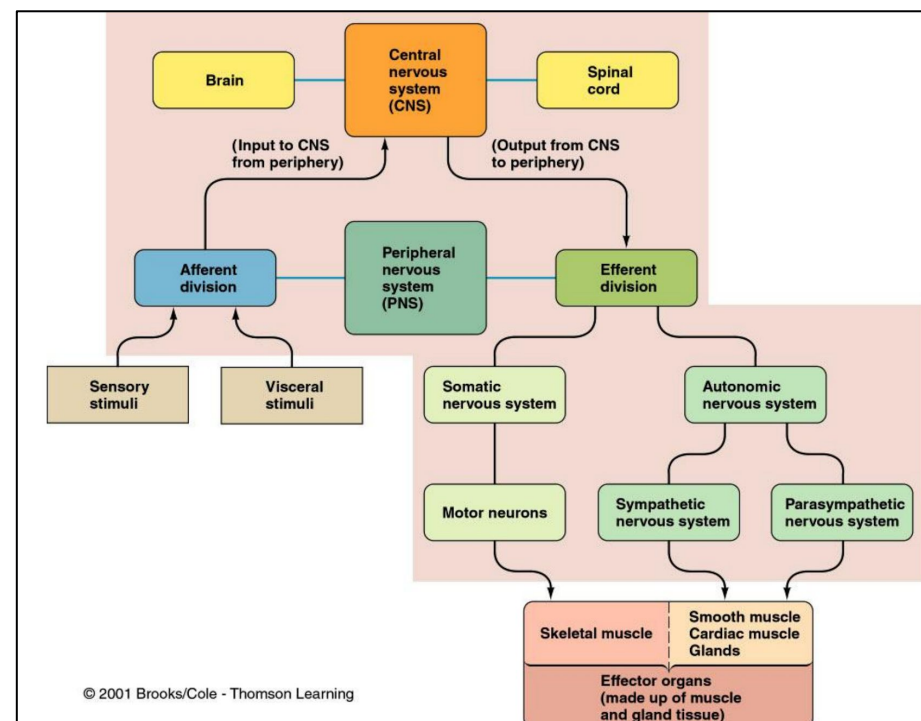 Central
nervous
system
(CNS)
Brain
Spinal
cord
(Input to CNS
from periphery)
(Output from CNS
to periphery)
Peripheral
nervous
system
(PNS)
Afferent
division
Efferent
division
Sensory
stimuli
Visceral
stimuli
Somatic
nervous system
Autonomic
nervous system
Motor neurons
Sympathetic
nervous system
Parasympathetic
nervous system
Skeletal muscle
Smooth muscle
Cardiac muscle
Glands
Effector organs
(made up of muscle
and gland tissue)
© 2001 Brooks/Cole - Thomson Learning